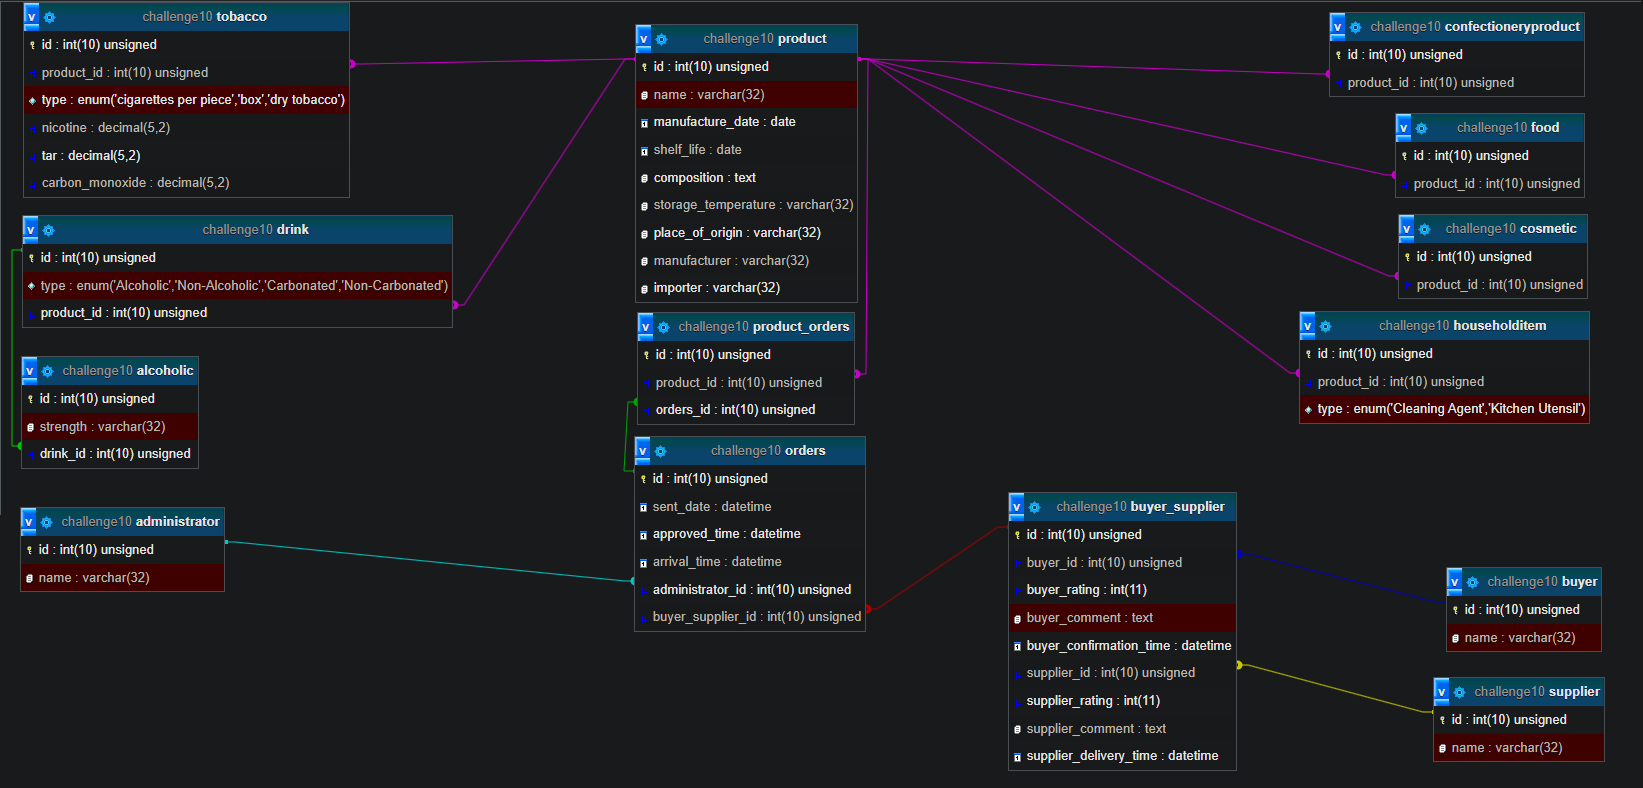 v challenge10 tobacco
id : int(10) unsigned
product_id : int(10) unsigned
type : enum('cigarettes per piece','box','dry tobacco')
nicotine : decimal(5,2)
tar : decimal(5,2)
carbon_monoxide : decimal(5,2)
v challenge10 drink
id : int(10) unsigned
type : enum('Alcoholic','Non-Alcoholic','Carbonated','Non-Carbonated')
product_id : int(10) unsigned
v challenge10 alcoholic
id : int(10) unsigned
strength : varchar(32)
drink_id : int(10) unsigned
v challenge10 administrator
id : int(10) unsigned
name : varchar(32)
v challenge10 product
id : int(10) unsigned
name : varchar(32)
manufacture_date : date
shelf_life : date
composition : text
storage_temperature : varchar(32)
place_of_origin : varchar(32)
manufacturer : varchar(32)
importer : varchar(32)
v challenge10 product_orders
id : int(10) unsigned
product_id : int(10) unsigned
orders_id : int(10) unsigned
v challenge10 orders
id : int(10) unsigned
sent_date : datetime
approved_time : datetime
arrival_time : datetime
administrator_id : int(10) unsigned
buyer_supplier_id : int(10) unsigned
v challenge10 buyer_supplier
id : int(10) unsigned
buyer_id : int(10) unsigned
buyer_rating : int(11)
buyer_comment : text
buyer_confirmation_time : datetime
supplier_id : int(10) unsigned
supplier_rating : int(11)
supplier_comment : text
supplier_delivery_time : datetime
v challenge10 confectioneryproduct
id : int(10) unsigned
product_id : int(10) unsigned
v challenge10 food
id : int(10) unsigned
product_id : int(10) unsigned
v challenge10 cosmetic
id : int(10) unsigned
product_id : int(10) unsigned
v challenge10 householditem
id : int(10) unsigned
product_id : int(10) unsigned
type : enum('Cleaning Agent','Kitchen Utensil')
v challenge10 buyer
id : int(10) unsigned
name : varchar(32)
v challenge10 supplier
id : int(10) unsigned
name : varchar(32)